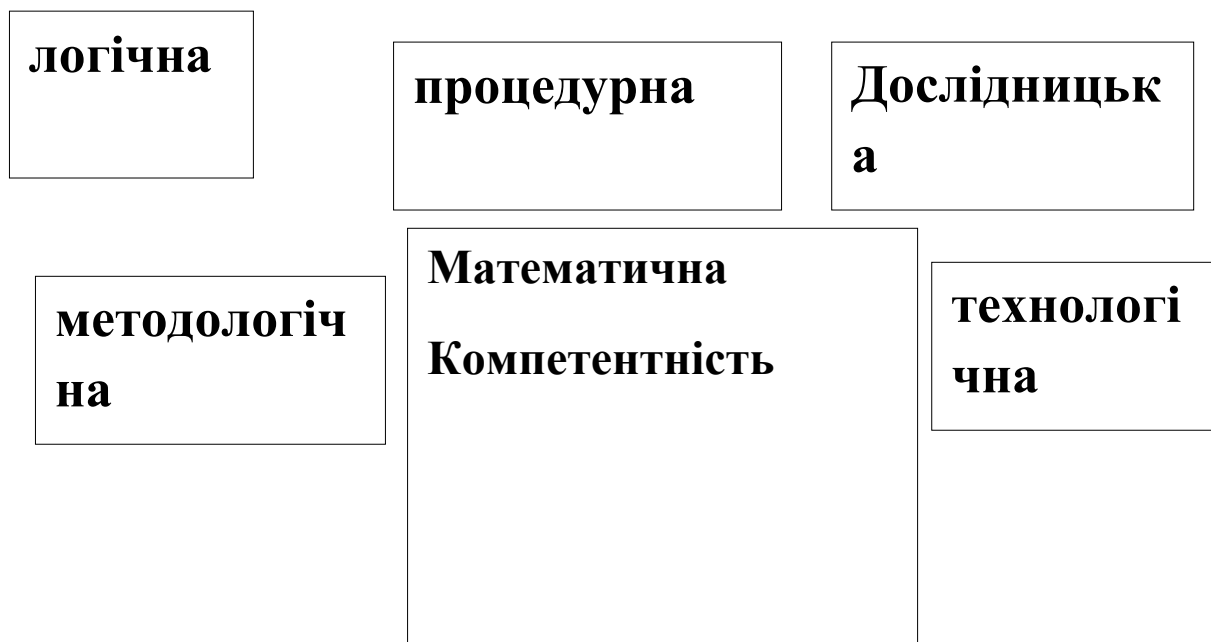 логічна
процедурна
Дослідницьк
а
Математична
Компетентність
методологіч
на
технологі
чна